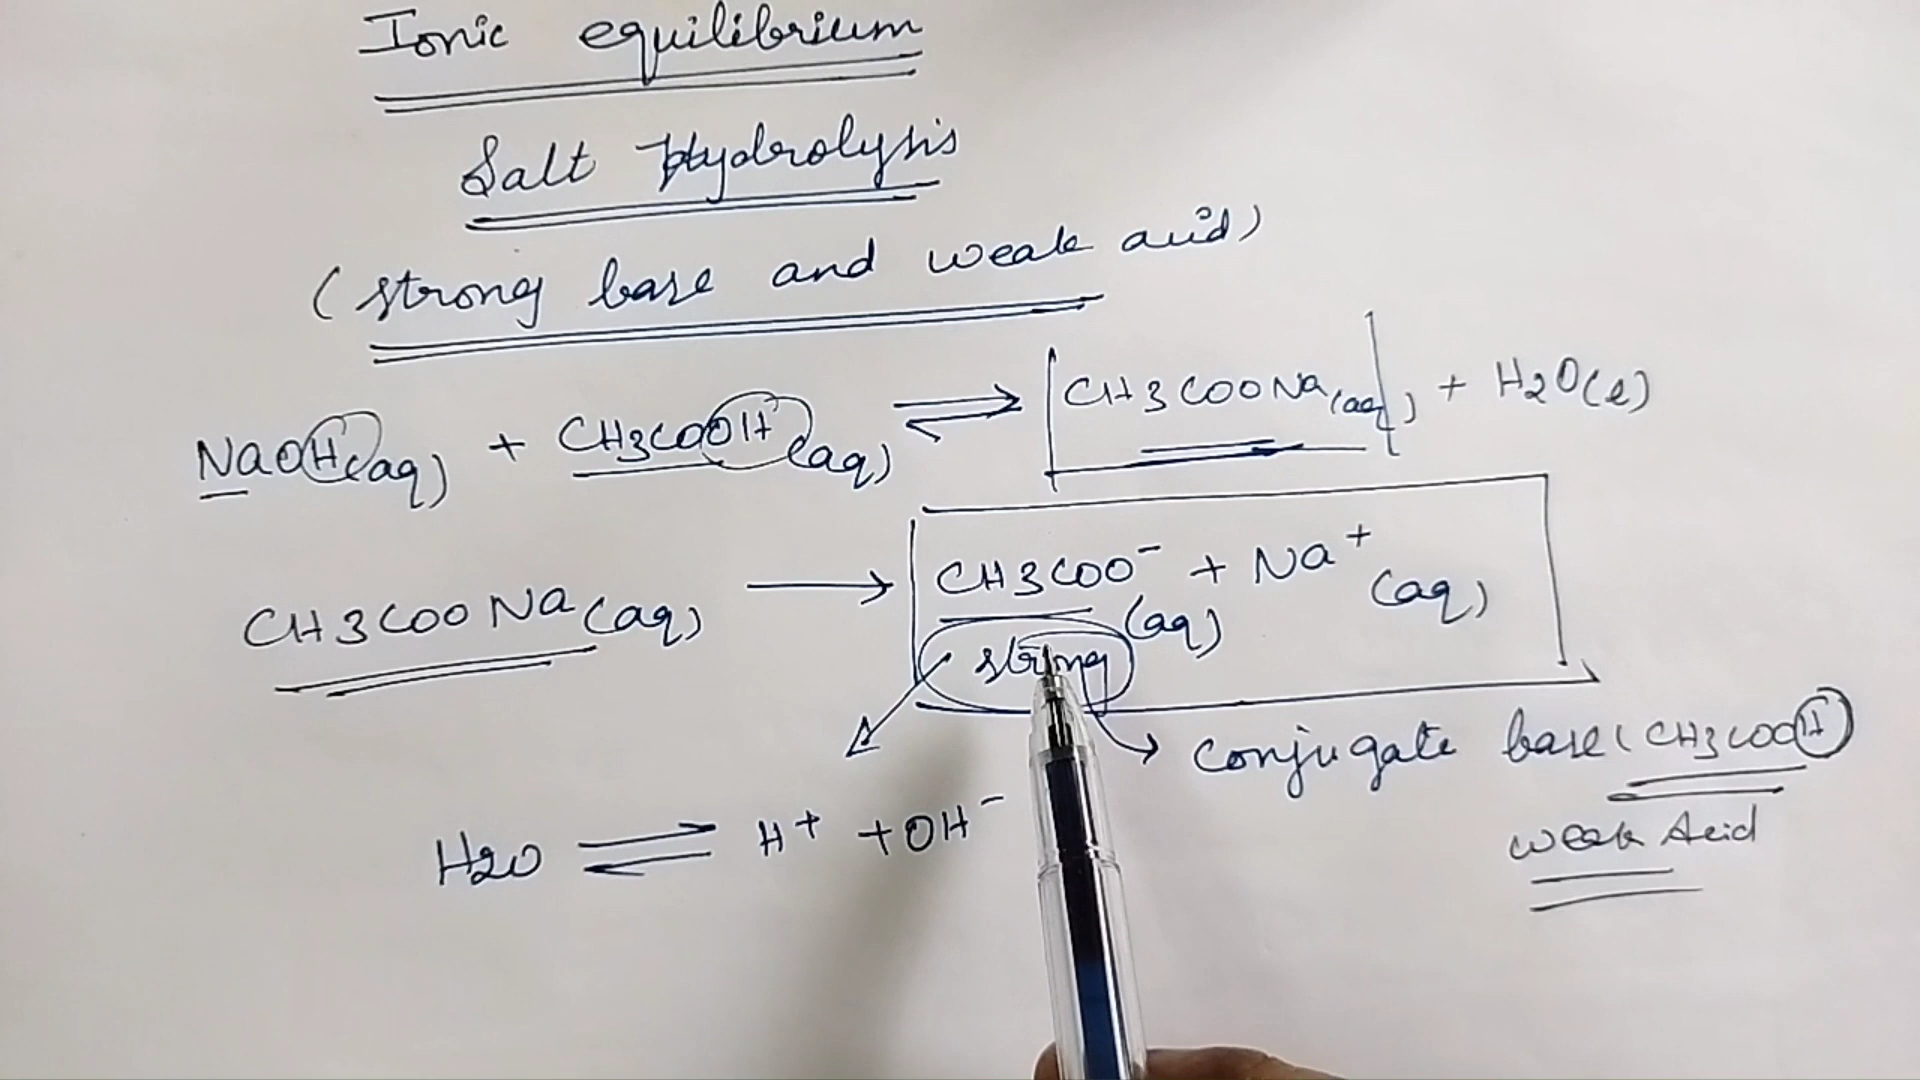 Ionic equilibrium
Salt Hydrolysis
(strong base and weak acid)
NaOH(aq) + CH3COOH(aq) ⇌ CH3COONa(aq) + H2O(l)
CH3COONa(aq) → CH3COO⁻(aq) + Na⁺(aq)
strong
→ conjugate base (CH3COOH)
weak Acid
H2O ⇌ H⁺ + OH⁻